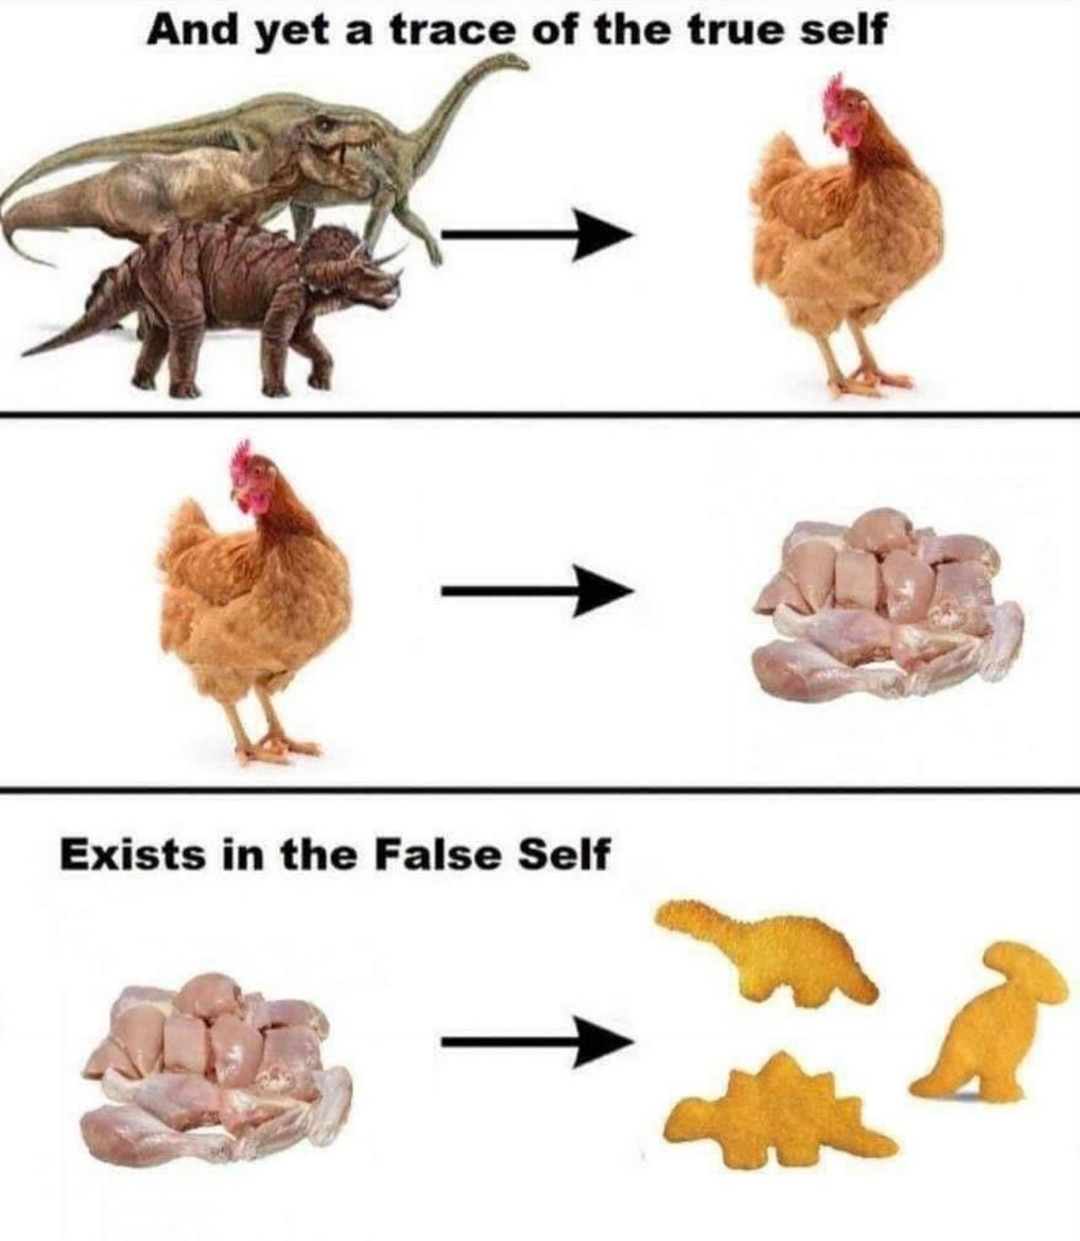 And yet a trace of the true self
Exists in the False Self